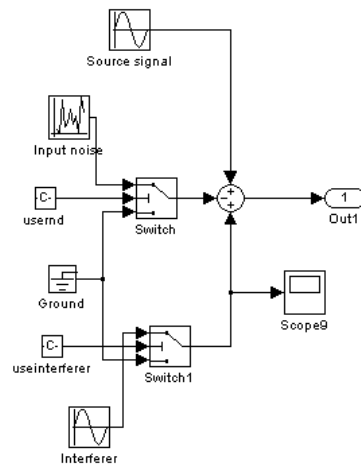 Source signal
Input noise
-C-
usernd
Switch
1
Out1
Ground
Scope9
-C-
useinterferer
Switch1
Interferer